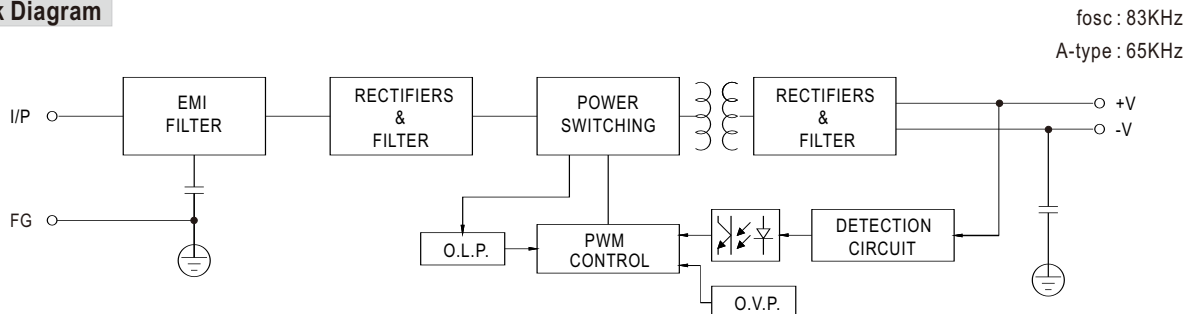 Diagram
fosc : 83KHz
A-type : 65KHz
I/P
EMI
FILTER
RECTIFIERS
&
FILTER
POWER
SWITCHING
RECTIFIERS
&
FILTER
+V
-V
FG
O.L.P.
PWM
CONTROL
DETECTION
CIRCUIT
O.V.P.